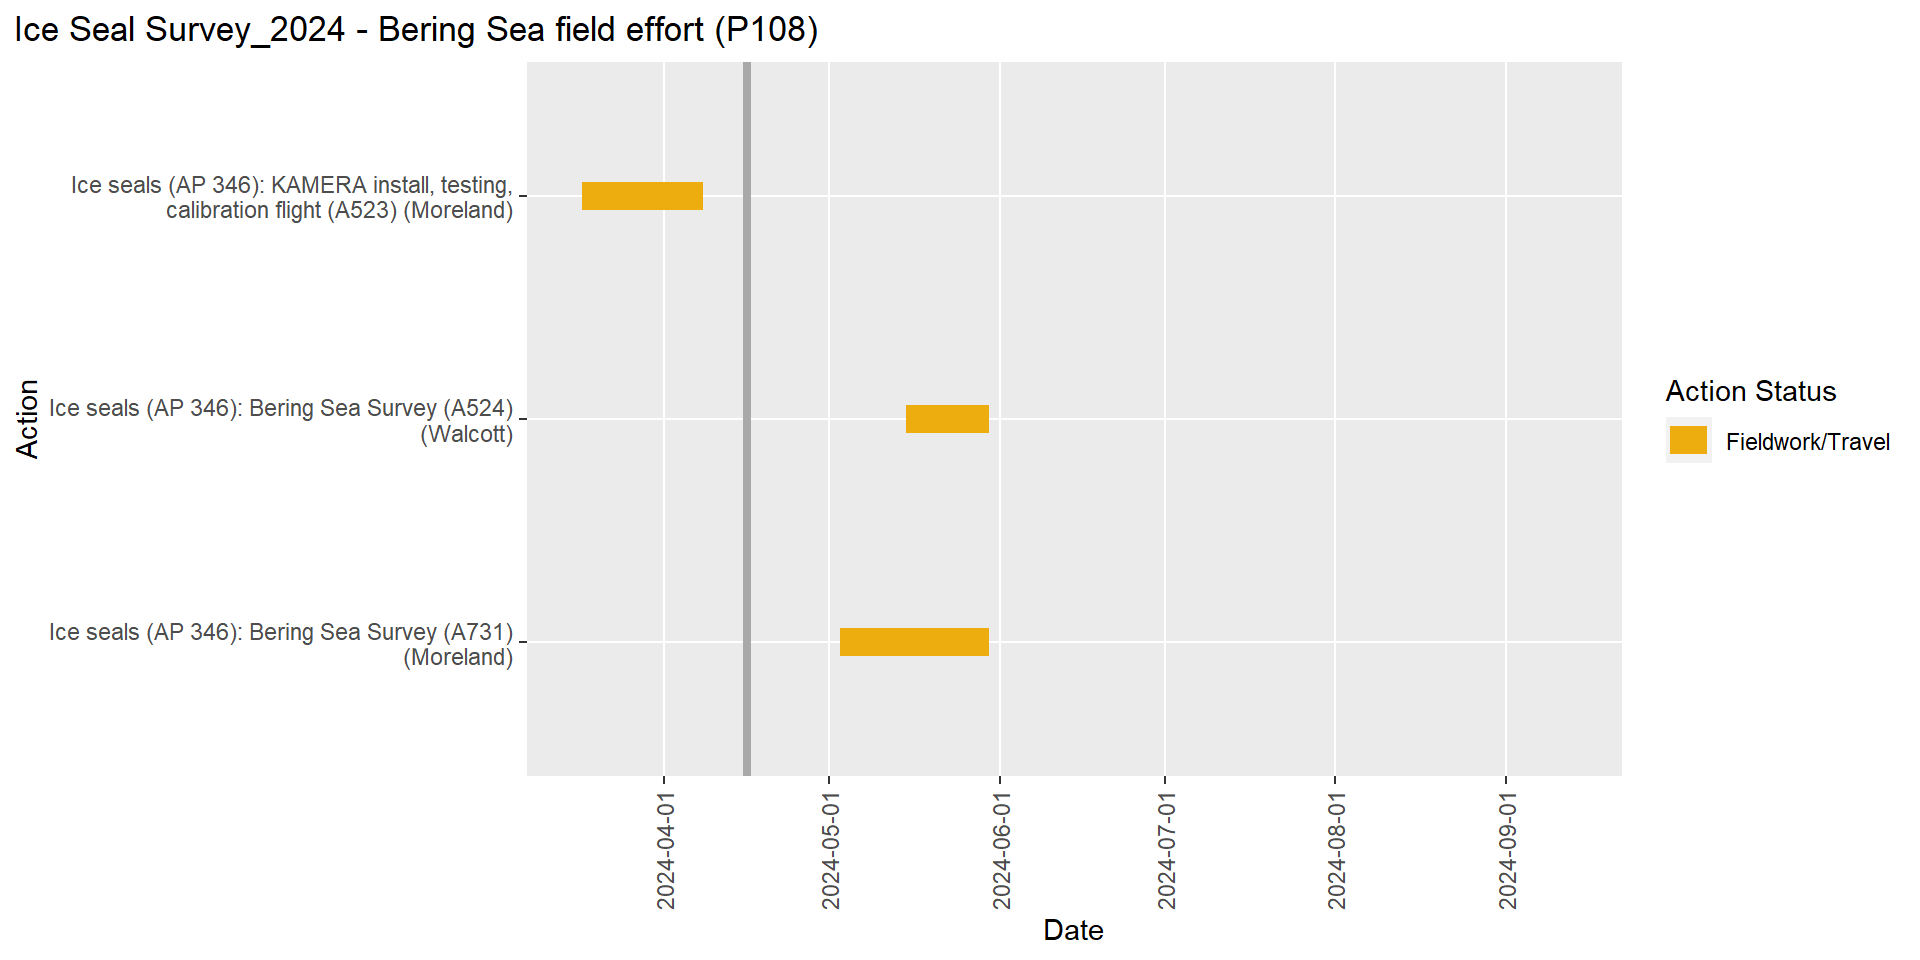 Ice Seal Survey_2024 - Bering Sea field effort (P108)
Action
Ice seals (AP 346): KAMERA install, testing,
calibration flight (A523) (Moreland)
Ice seals (AP 346): Bering Sea Survey (A524)
(Walcott)
Ice seals (AP 346): Bering Sea Survey (A731)
(Moreland)
2024-04-01
2024-05-01
2024-06-01
2024-07-01
2024-08-01
2024-09-01
Date
Action Status
Fieldwork/Travel